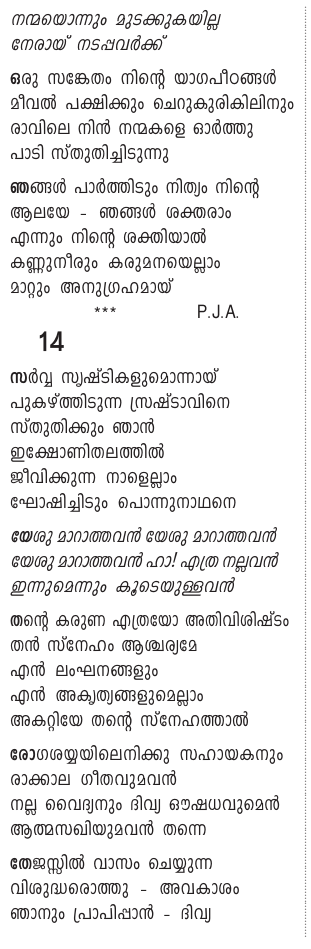 നന്മയൊന്നും മുടക്കുകയില്ല
നേരായ് നടപ്പവർക്ക്
ഒരു സങ്കേതം നിന്റെ യാഗപീഠങ്ങൾ
മീവൽ പക്ഷിക്കും ചെറുകുരികിലിനും
രാവിലെ നിൻ നന്മകളെ ഓർത്തു
പാടി സ്തുതിച്ചിടുന്നു
ഞങ്ങൾ പാർത്തിടും നിത്യം നിന്റെ
ആലയേ - ഞങ്ങൾ ശക്തരാം
എന്നും നിന്റെ ശക്തിയാൽ
കണ്ണുനീരും കരുമനയെല്ലാം
മാറ്റും അനുഗ്രഹമായ്
*** P.J.A.
14
സർവ്വ സൃഷ്ടികളുമൊന്നായ്
പുകഴ്ത്തിടുന്ന സ്രഷ്ടാവിനെ
സ്തുതിക്കും ഞാൻ
ഇക്ഷോണിതലത്തിൽ
ജീവിക്കുന്ന നാളെല്ലാം
ഘോഷിച്ചിടും പൊന്നുനാഥനെ
യേശു മാറാത്തവൻ യേശു മാറാത്തവൻ
യേശു മാറാത്തവൻ ഹാ! എത്ര നല്ലവൻ
ഇന്നുമെന്നും കൂടെയുള്ളവൻ
തന്റെ കരുണ എത്രയോ അതിവിശിഷ്ടം
തൻ സ്നേഹം ആശ്ചര്യമേ
എൻ ലംഘനങ്ങളും
എൻ അകൃത്യങ്ങളുമെല്ലാം
അകറ്റിയേ തന്റെ സ്നേഹത്താൽ
രോഗശയ്യയിലെനിക്കു സഹായകനും
രാക്കാല ഗീതവുമവൻ
നല്ല വൈദ്യനും ദിവ്യ ഔഷധവുമെൻ
ആത്മസഖിയുമവൻ തന്നെ
തേജസ്സിൽ വാസം ചെയ്യുന്ന
വിശുദ്ധരൊത്തു - അവകാശം
ഞാനും പ്രാപിപ്പാൻ - ദിവ്യ